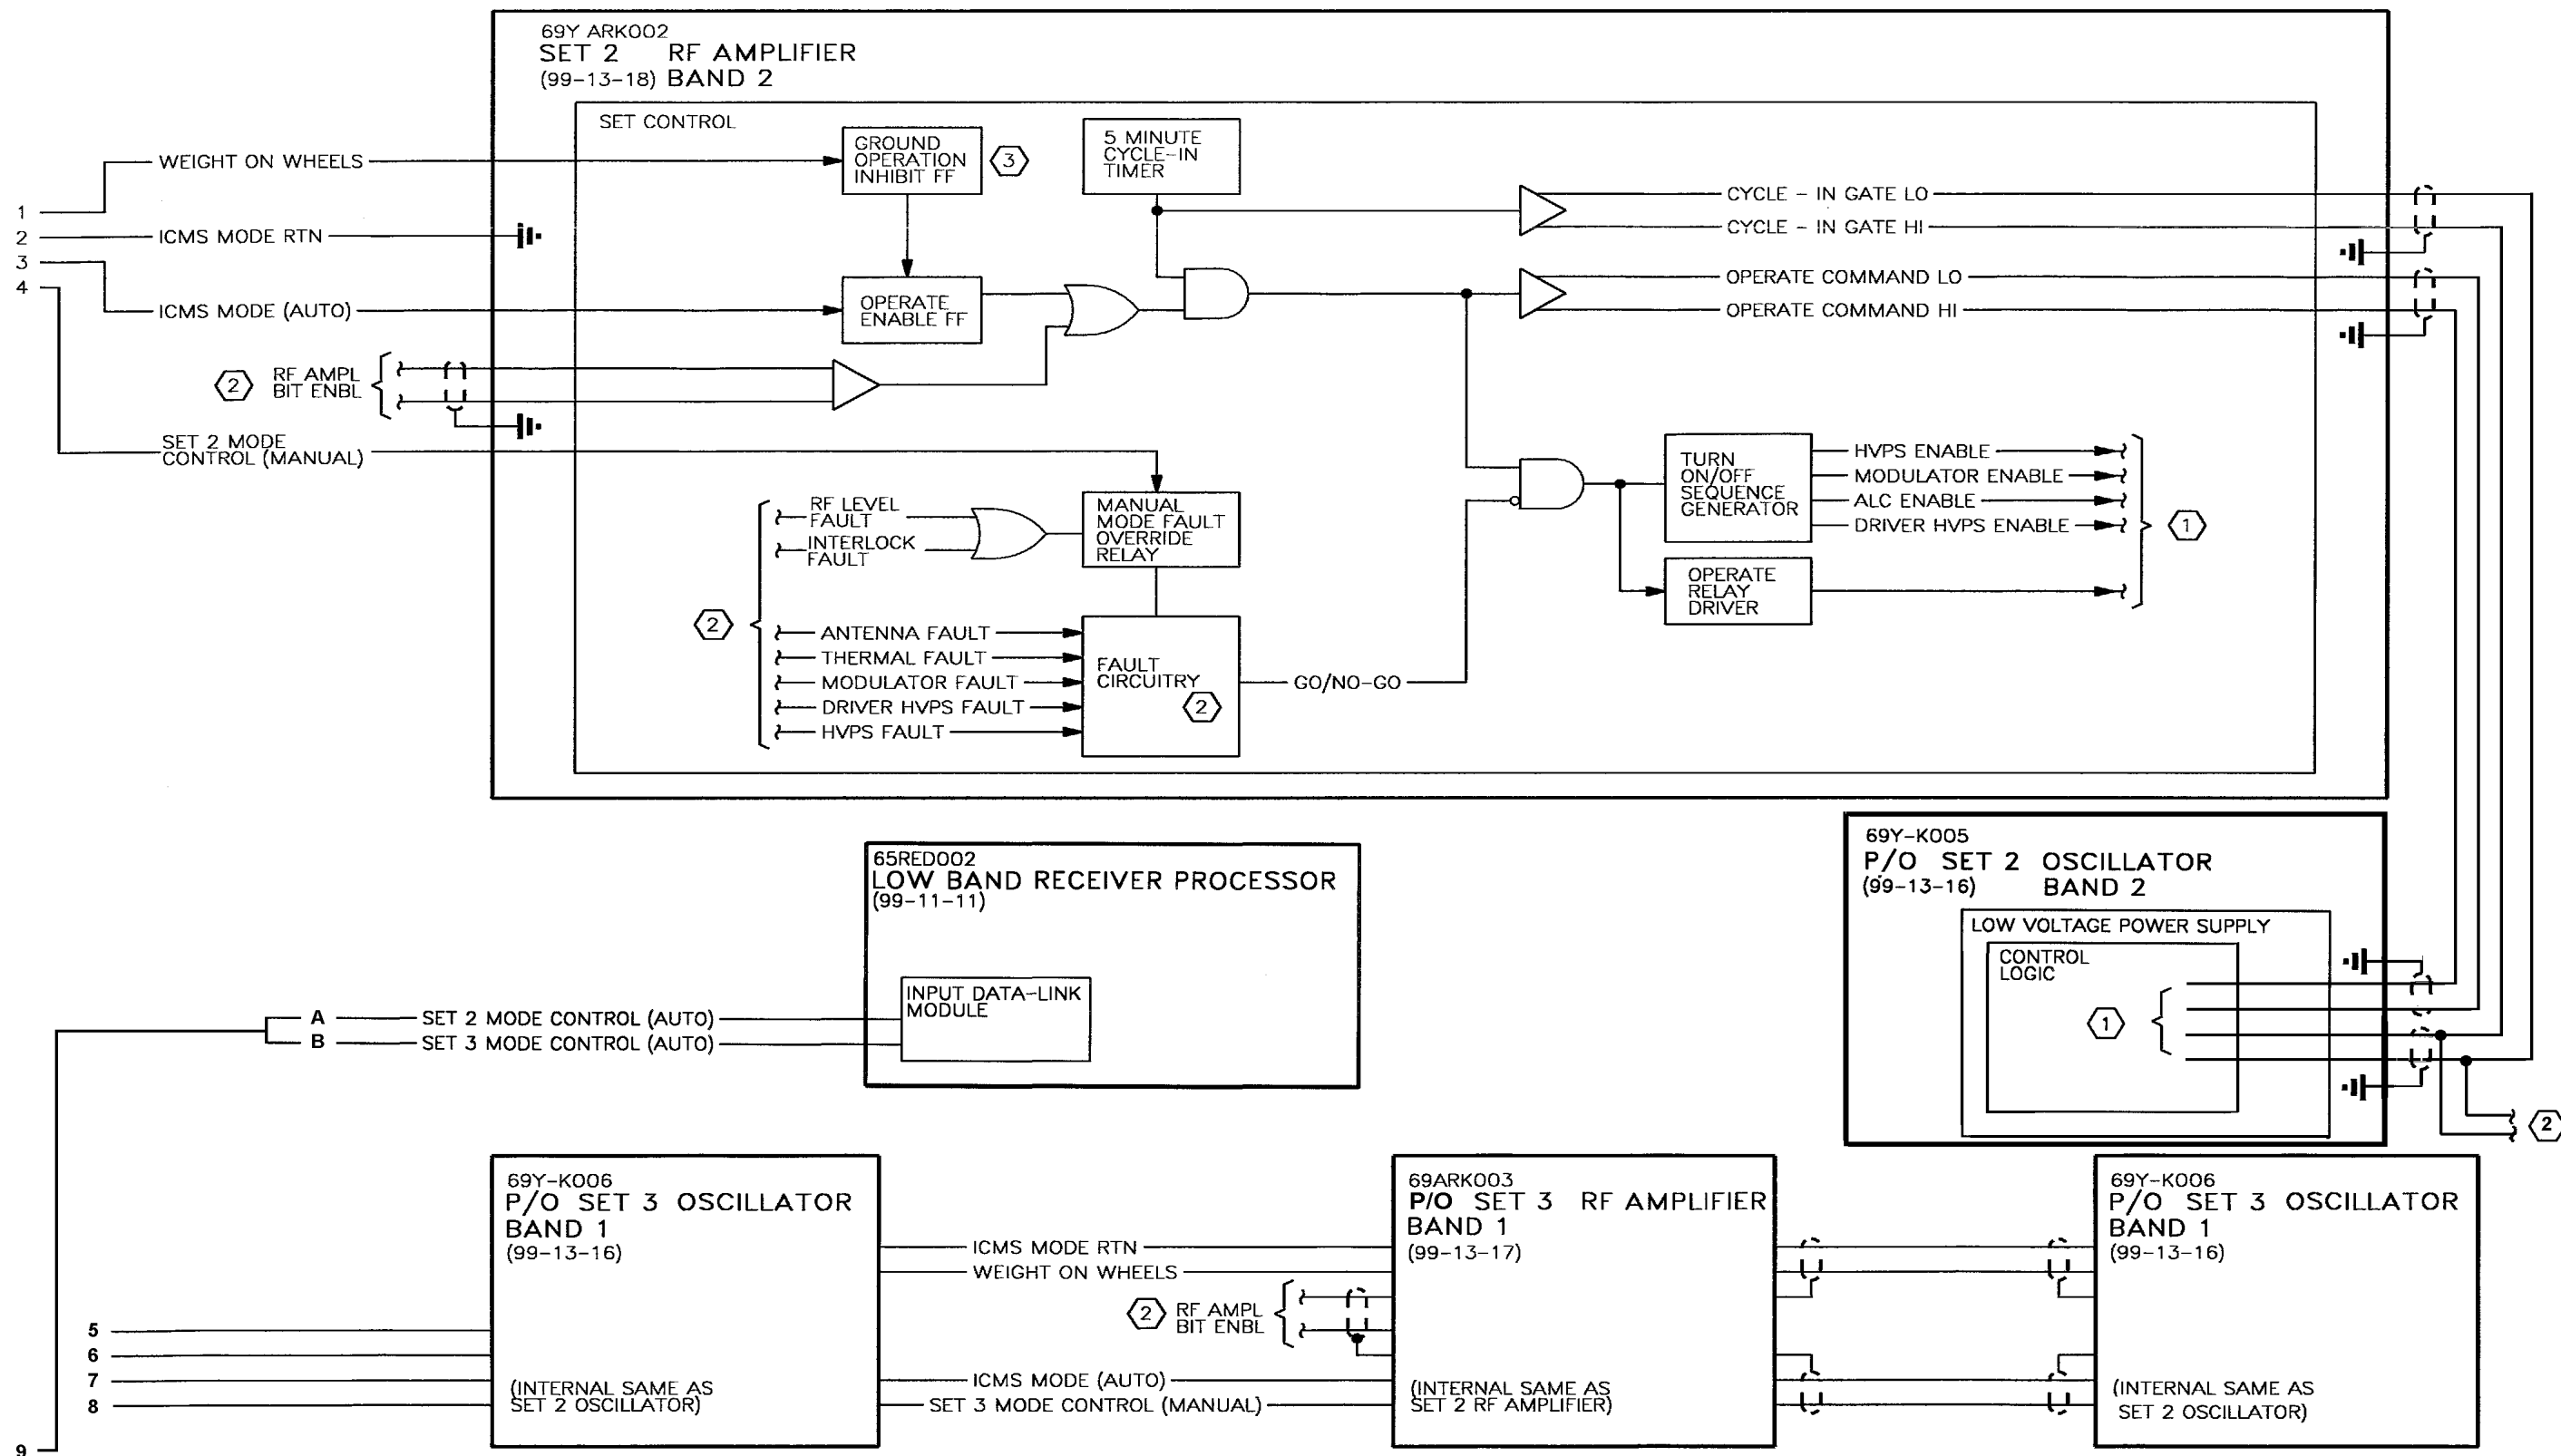 69Y ARK002
SET 2 RF AMPLIFIER
(99-13-18) BAND 2
SET CONTROL
WEIGHT ON WHEELS
GROUND
OPERATION
INHIBIT FF
3
5 MINUTE
CYCLE-IN
TIMER
CYCLE - IN GATE LO
CYCLE - IN GATE HI
1
2
3
4
ICMS MODE RTN
ICMS MODE (AUTO)
OPERATE
ENABLE FF
OPERATE COMMAND LO
OPERATE COMMAND HI
2
RF AMPL
BIT ENBL
SET 2 MODE
CONTROL (MANUAL)
RF LEVEL
FAULT
INTERLOCK
FAULT
MANUAL
MODE FAULT
OVERRIDE
RELAY
TURN
ON/OFF
SEQUENCE
GENERATOR
HVPS ENABLE
MODULATOR ENABLE
ALC ENABLE
DRIVER HVPS ENABLE
1
OPERATE
RELAY
DRIVER
2
ANTENNA FAULT
THERMAL FAULT
MODULATOR FAULT
DRIVER HVPS FAULT
HVPS FAULT
FAULT
CIRCUITRY
2
GO/NO-GO
65RED002
LOW BAND RECEIVER PROCESSOR
(99-11-11)
INPUT DATA-LINK
MODULE
A SET 2 MODE CONTROL (AUTO)
B SET 3 MODE CONTROL (AUTO)
69Y-K005
P/O SET 2 OSCILLATOR
(99-13-16) BAND 2
LOW VOLTAGE POWER SUPPLY
CONTROL
LOGIC
1
2
69Y-K006
P/O SET 3 OSCILLATOR
BAND 1
(99-13-16)
(INTERNAL SAME AS
SET 2 OSCILLATOR)
5
6
7
8
9
ICMS MODE RTN
WEIGHT ON WHEELS
2
RF AMPL
BIT ENBL
ICMS MODE (AUTO)
SET 3 MODE CONTROL (MANUAL)
69ARK003
P/O SET 3 RF AMPLIFIER
BAND 1
(99-13-17)
(INTERNAL SAME AS
SET 2 RF AMPLIFIER)
69Y-K006
P/O SET 3 OSCILLATOR
BAND 1
(99-13-16)
(INTERNAL SAME AS
SET 2 OSCILLATOR)